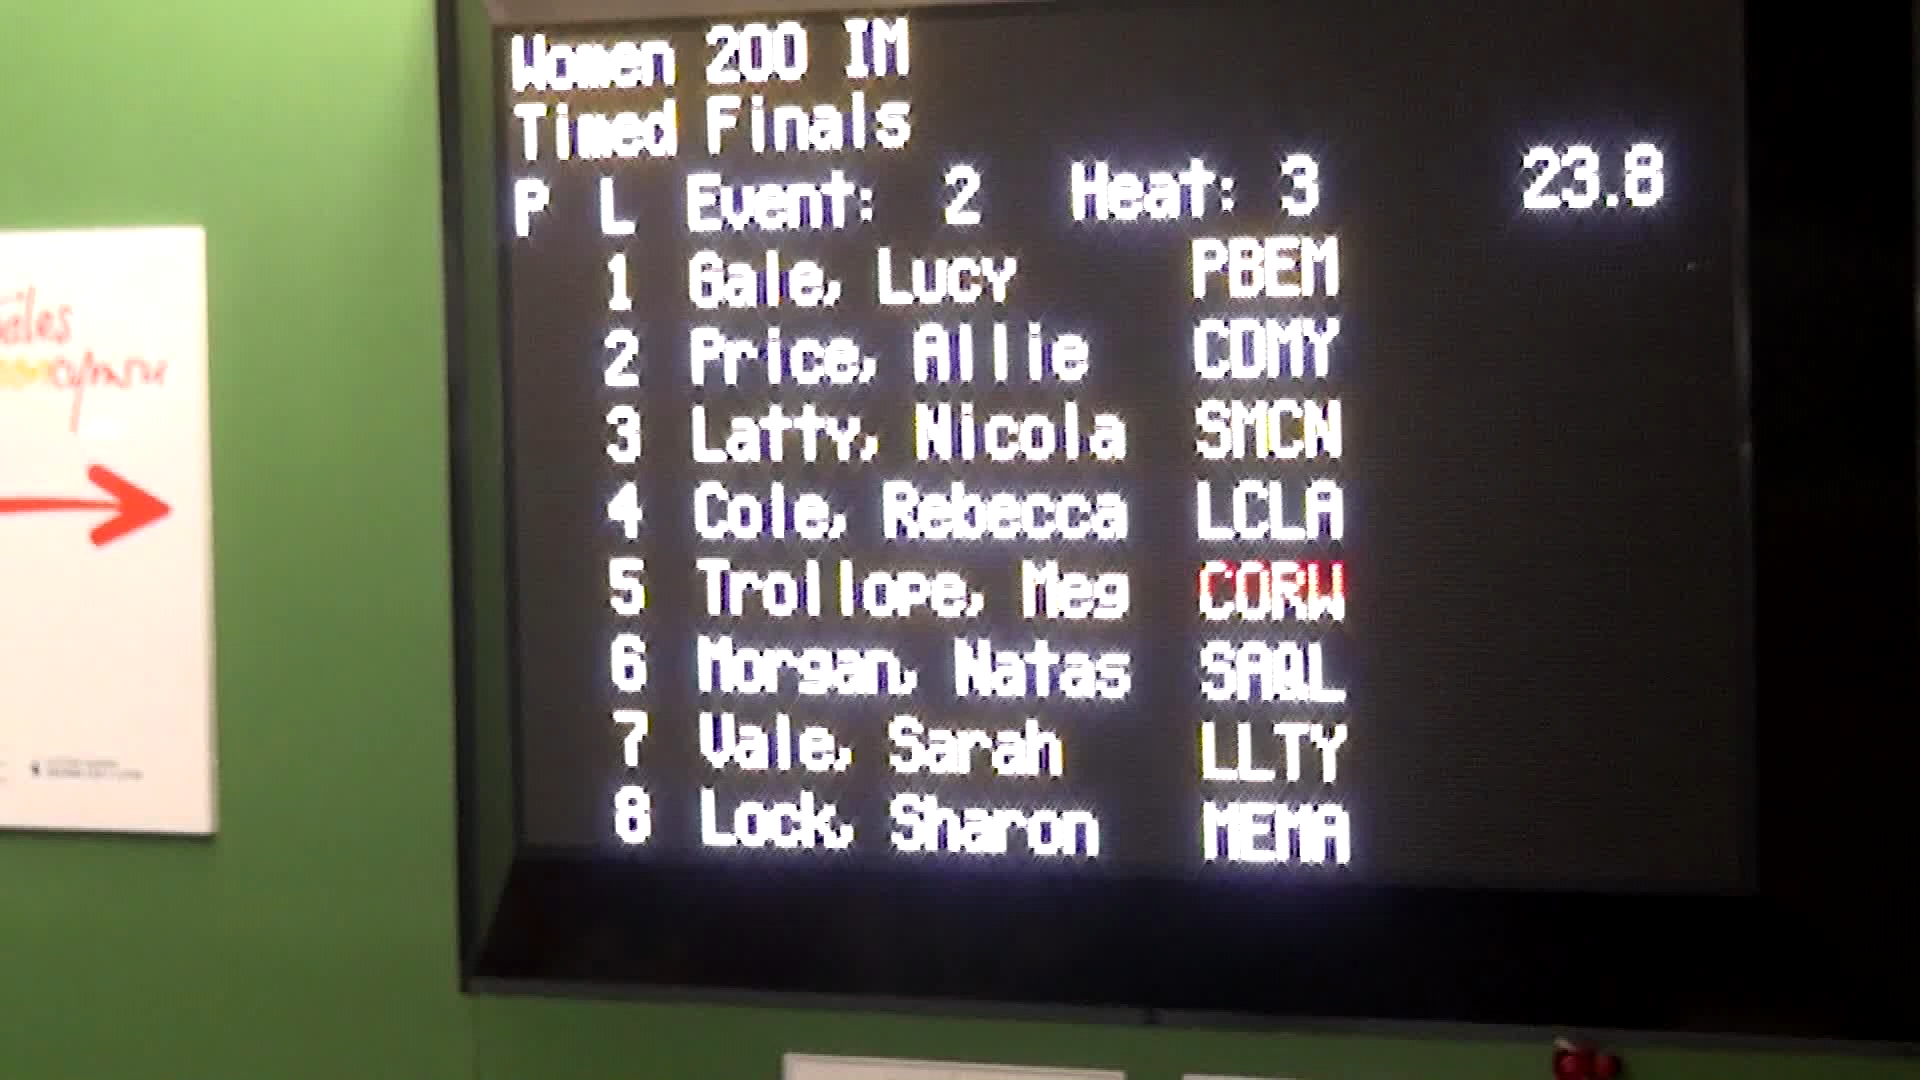 Women 200 IM
Timed Finals
P L Event: 2 Heat: 3 23.8
1 Gale, Lucy PBEM
2 Price, Allie CDMY
3 Latty, Nicola SMCN
4 Cole, Rebecca LCLA
5 Trollope, Meg CORW
6 Morgan, Natas SAQL
7 Vale, Sarah LLTY
8 Lock, Sharon MEMA